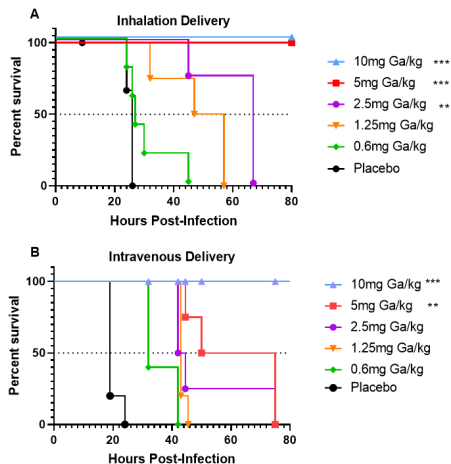 A
Inhalation Delivery
Percent survival
100
50
0
0 20 40 60 80
Hours Post-Infection
10mg Ga/kg ***
5mg Ga/kg ***
2.5mg Ga/kg **
1.25mg Ga/kg
0.6mg Ga/kg
Placebo
B
Intravenous Delivery
Percent survival
100
50
0
0 20 40 60 80
Hours Post-Infection
10mg Ga/kg ***
5mg Ga/kg **
2.5mg Ga/kg
1.25mg Ga/kg
0.6mg Ga/kg
Placebo